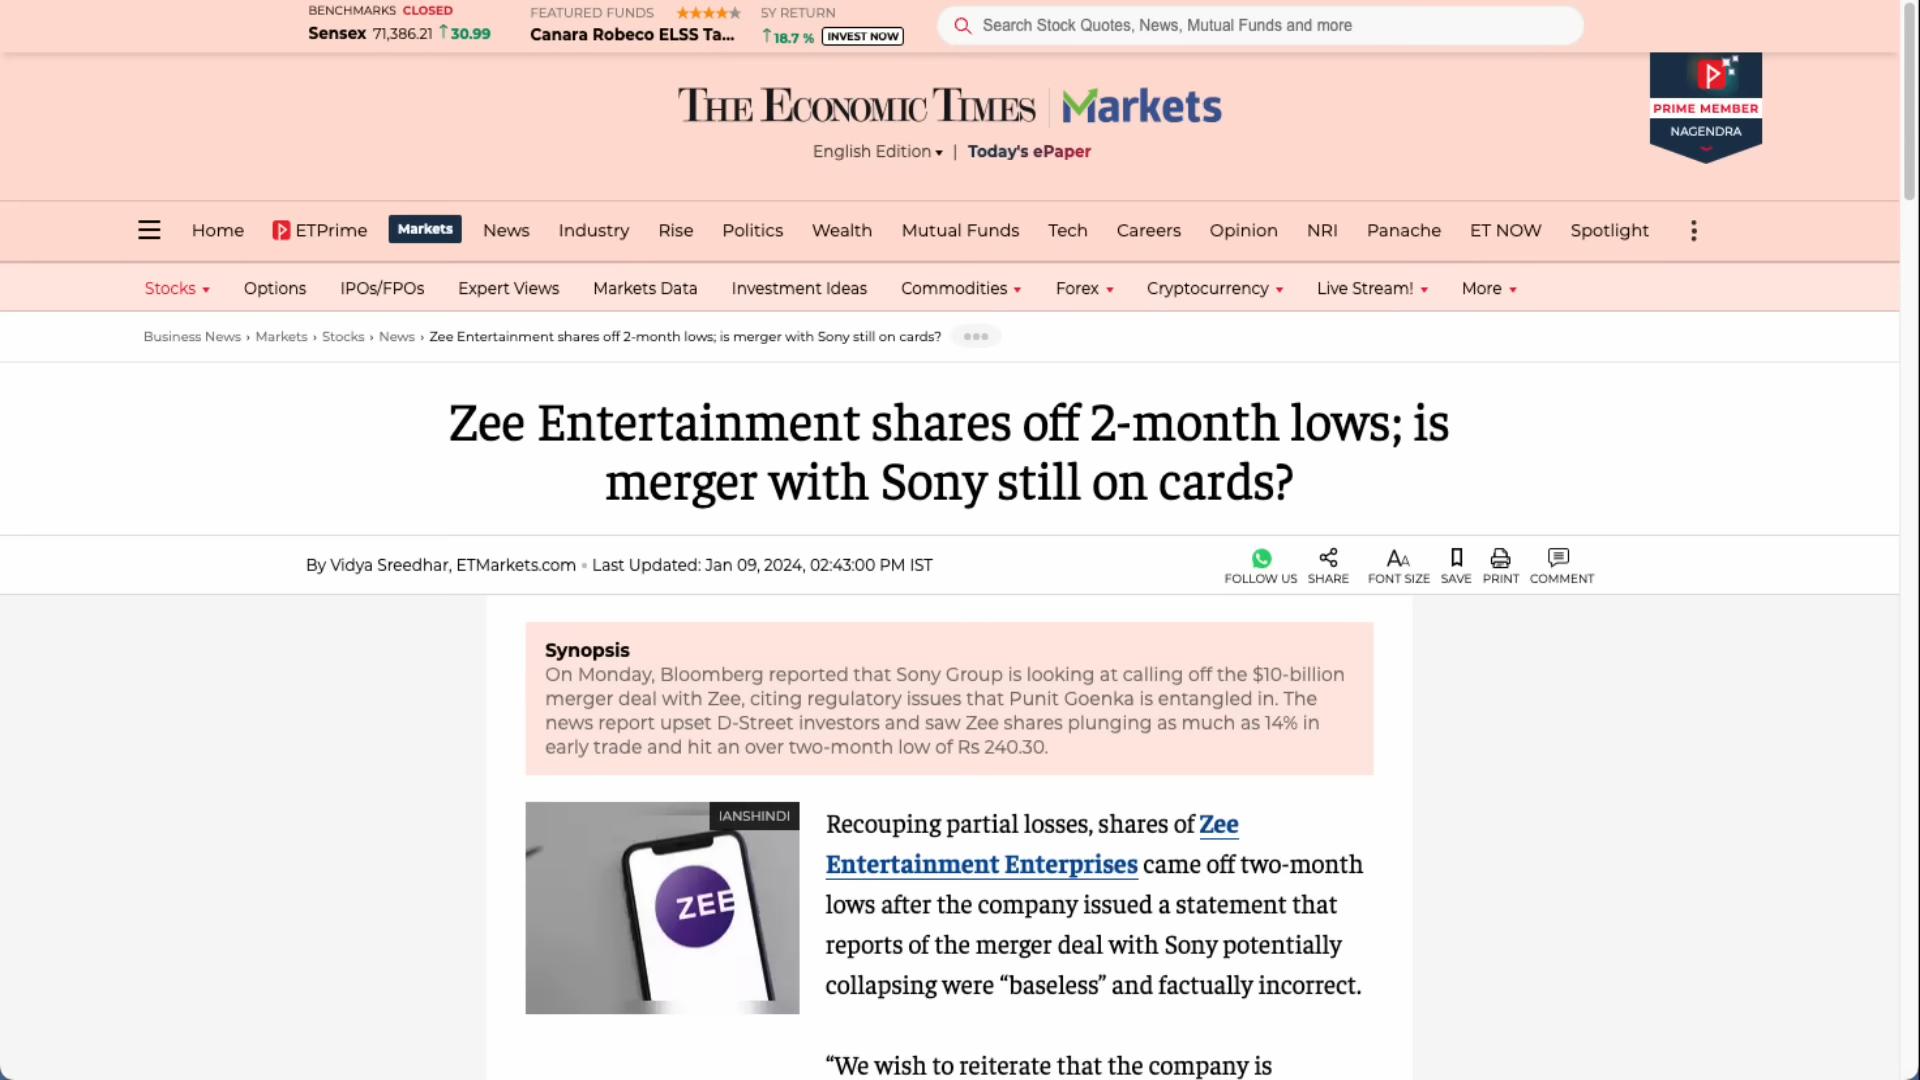 BENCHMARKS CLOSED
Sensex 71,386.21 ↑ 30.99
FEATURED FUNDS
Canara Robeco ELSS Ta...
5Y RETURN
↑ 18.7 % INVEST NOW
Search Stock Quotes, News, Mutual Funds and more
THE ECONOMIC TIMES | Markets
English Edition | Today's ePaper
PRIME MEMBER
NAGENDRA
Home ETPrime Markets News Industry Rise Politics Wealth Mutual Funds Tech Careers Opinion NRI Panache ET NOW Spotlight
Stocks Options IPOs/FPOs Expert Views Markets Data Investment Ideas Commodities Forex Cryptocurrency Live Stream! More
Business News › Markets › Stocks › News › Zee Entertainment shares off 2-month lows; is merger with Sony still on cards?
Zee Entertainment shares off 2-month lows; is
merger with Sony still on cards?
By Vidya Sreedhar, ETMarkets.com • Last Updated: Jan 09, 2024, 02:43:00 PM IST
FOLLOW US SHARE FONT SIZE SAVE PRINT COMMENT
Synopsis
On Monday, Bloomberg reported that Sony Group is looking at calling off the $10-billion
merger deal with Zee, citing regulatory issues that Punit Goenka is entangled in. The
news report upset D-Street investors and saw Zee shares plunging as much as 14% in
early trade and hit an over two-month low of Rs 240.30.
IANSHINDI
ZEE
Recouping partial losses, shares of Zee
Entertainment Enterprises came off two-month
lows after the company issued a statement that
reports of the merger deal with Sony potentially
collapsing were “baseless” and factually incorrect.
“We wish to reiterate that the company is